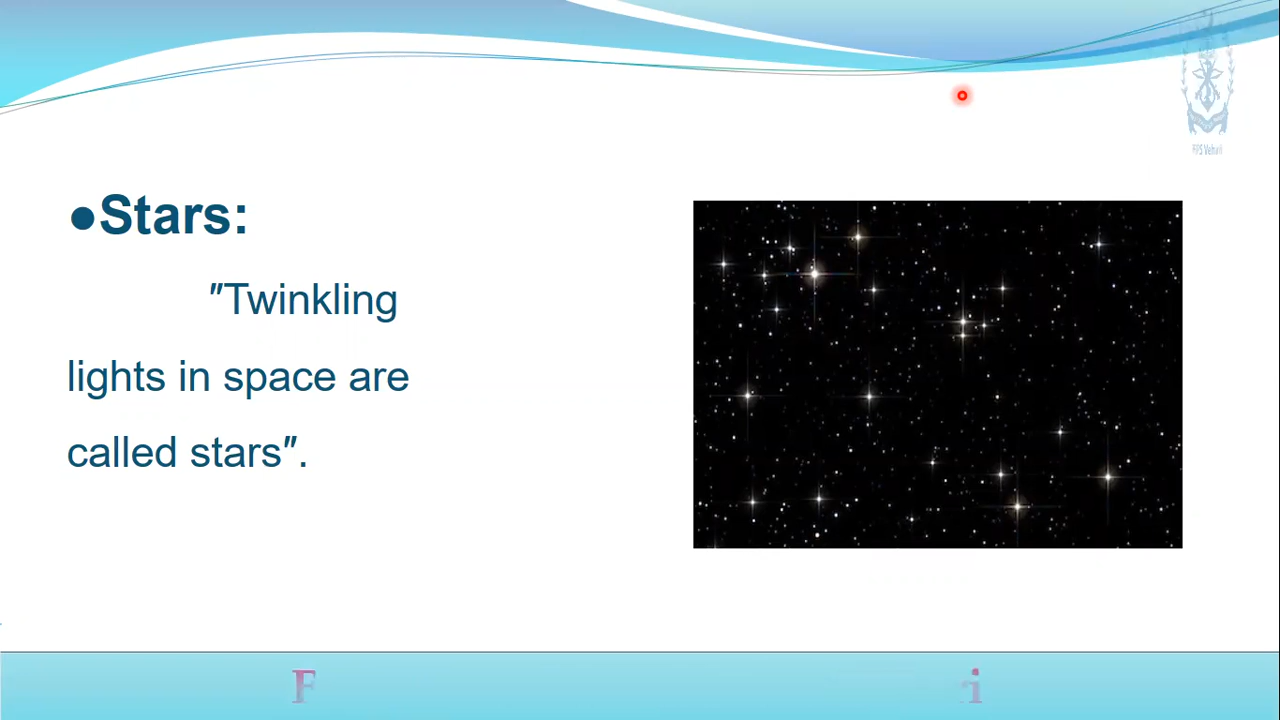 ●Stars:
"Twinkling
lights in space are
called stars".
F
i